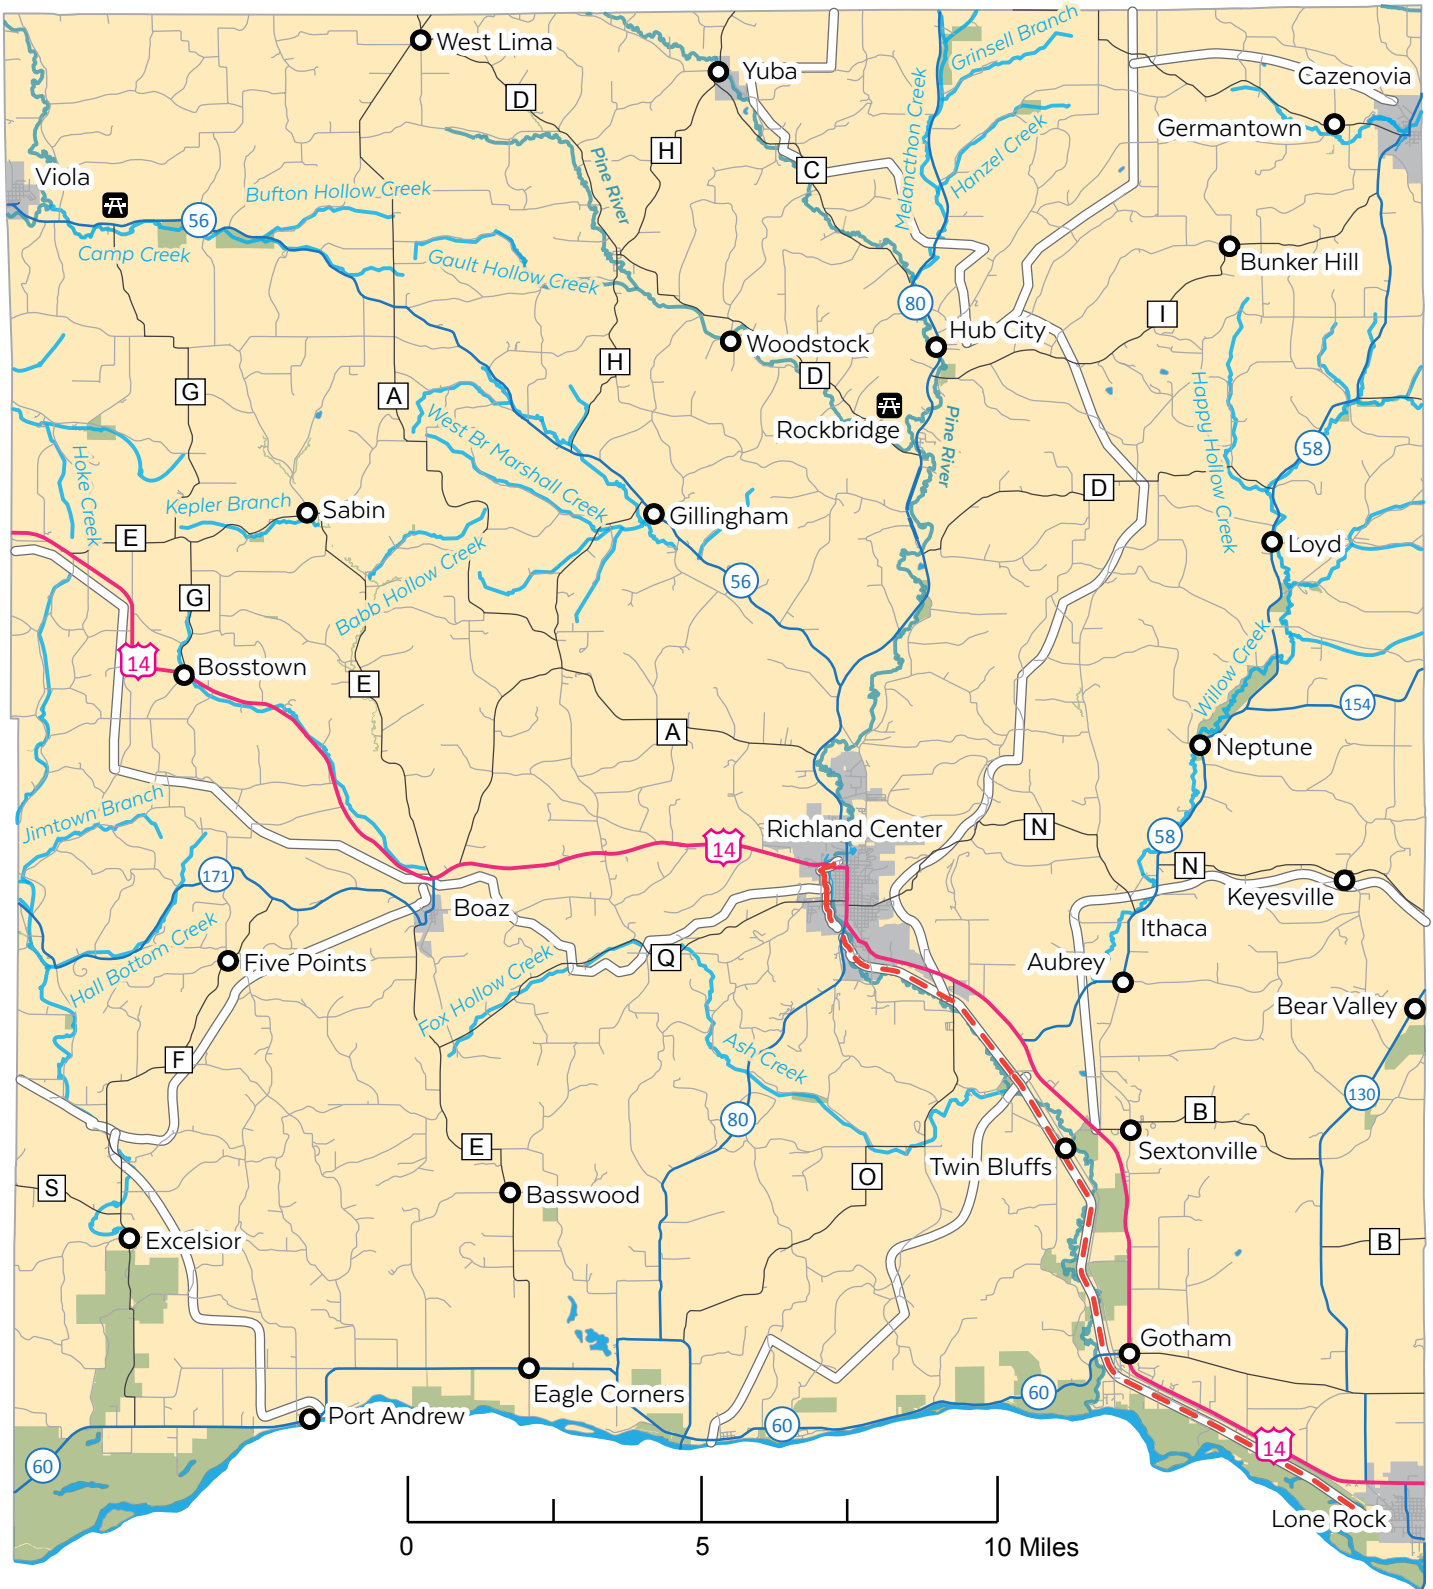 West Lima
Yuba
Grinsell Branch
Cazenovia
D
Melancthon Creek
Germantown
Hanzel Creek
H
Pine River
C
Viola
Bufton Hollow Creek
56
Camp Creek
Gault Hollow Creek
Bunker Hill
80
I
Hub City
Woodstock
H
D
G
A
Happy Hollow Creek
Rockbridge
West Br Marshall Creek
Pine River
58
Hoke Creek
D
Kepler Branch
Sabin
Gillingham
E
Loyd
Babb Hollow Creek
56
G
14
Bosstown
Willow Creek
E
154
A
Neptune
Jimtown Branch
Richland Center
N
58
14
N
171
Keyesville
Boaz
Ithaca
Hall Bottom Creek
Five Points
Fox Hollow Creek
Q
Aubrey
Bear Valley
Ash Creek
F
130
B
80
E
Sextonville
Twin Bluffs
O
S
Basswood
Excelsior
B
Gotham
Eagle Corners
60
Port Andrew
60
14
60
Lone Rock
0 5 10 Miles